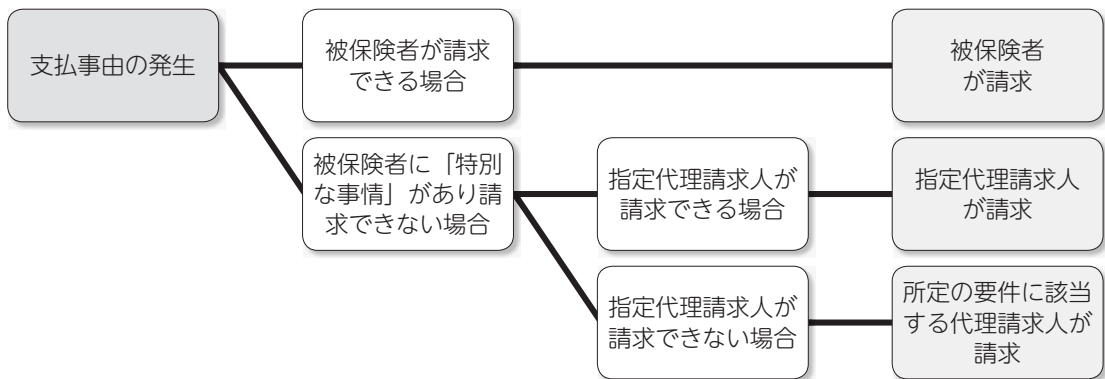 支払事由の発生
被保険者が請求
できる場合
被保険者
が請求
被保険者に「特別
な事情」があり請
求できない場合
指定代理請求人が
請求できる場合
指定代理請求人
が請求
指定代理請求人が
請求できない場合
所定の要件に該当
する代理請求人が
請求